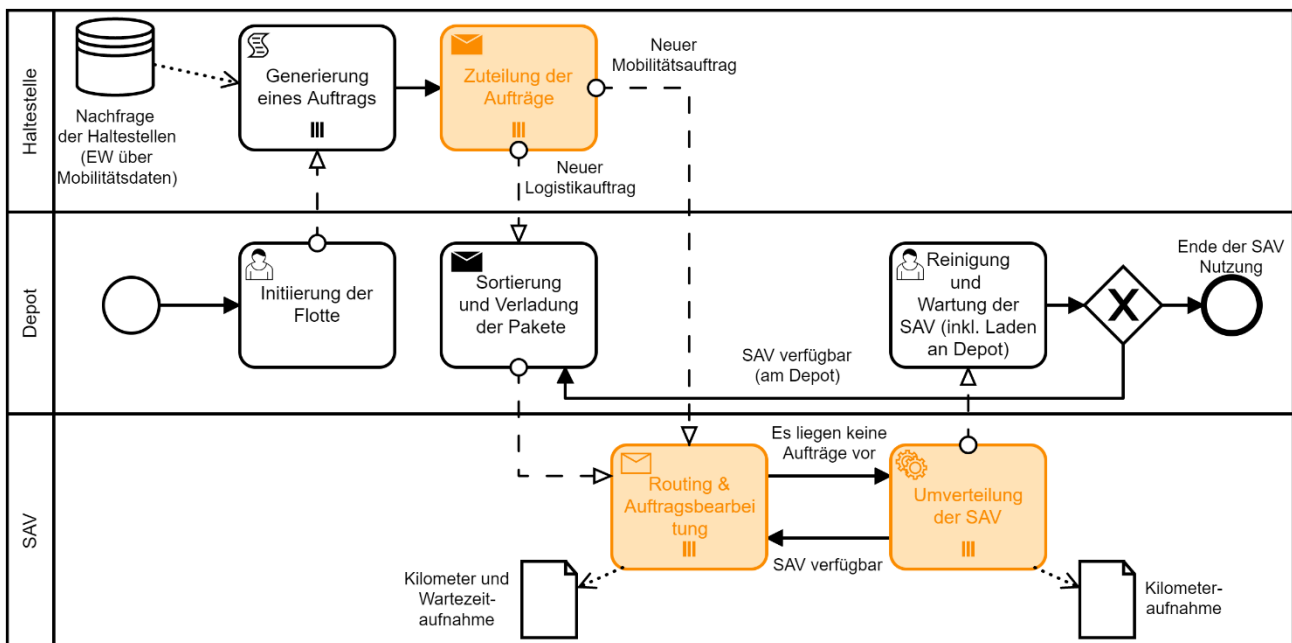 Haltestelle
Nachfrage
der Haltestellen
(EW über
Mobilitätsdaten)
Generierung
eines Auftrags
Zuteilung der
Aufträge
Neuer
Mobilitätsauftrag
Neuer
Logistikauftrag
Depot
Initiierung der
Flotte
Sortierung
und Verladung
der Pakete
SAV verfügbar
(am Depot)
Reinigung
und
Wartung der
SAV (inkl. Laden
an Depot)
X
Ende der SAV
Nutzung
SAV
Routing &
Auftragsbearbei
tung
Es liegen keine
Aufträge vor
SAV verfügbar
Umverteilung
der SAV
Kilometer und
Wartezeit-
aufnahme
Kilometer-
aufnahme